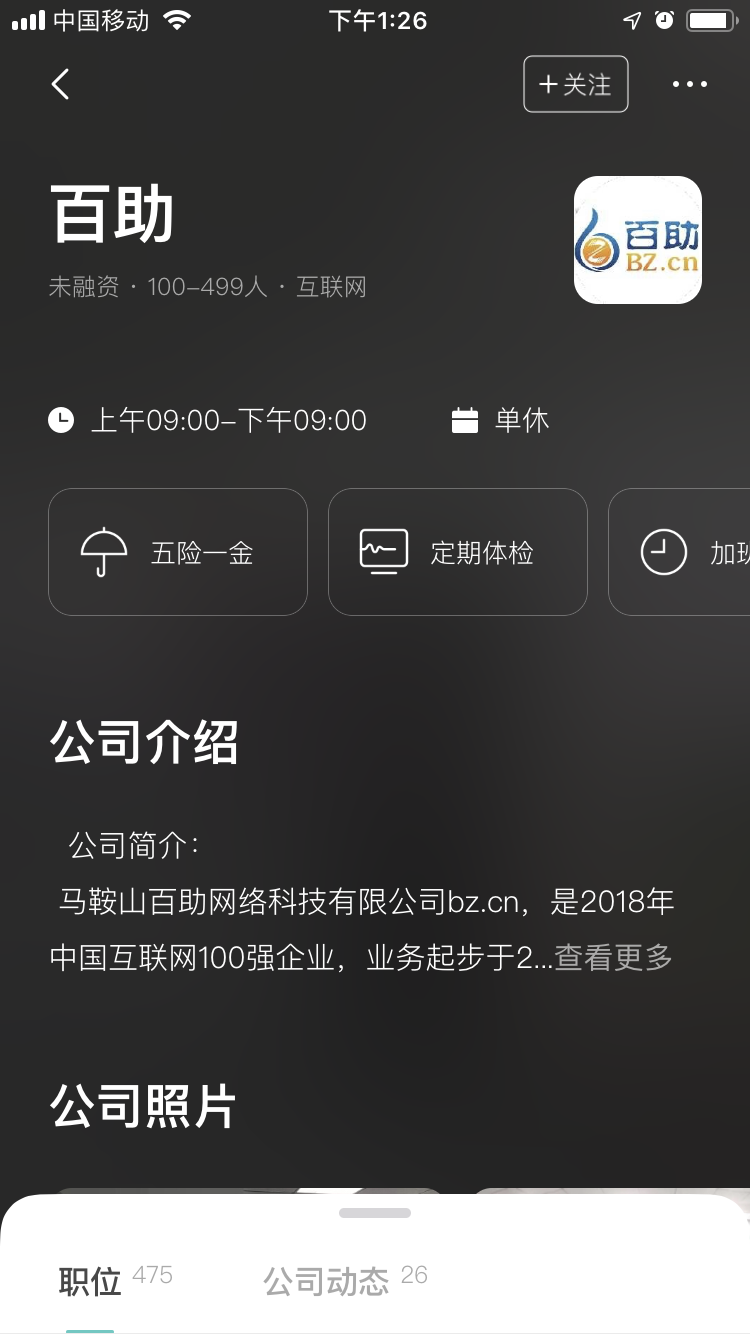 中国移动 下午1:26
+关注
百助
百助
BZ.cn
未融资 · 100-499人 · 互联网
上午09:00-下午09:00 单休
五险一金 定期体检 加班
公司介绍
公司简介:
马鞍山百助网络科技有限公司bz.cn，是2018年
中国互联网100强企业，业务起步于2...查看更多
公司照片
职位 475 公司动态 26